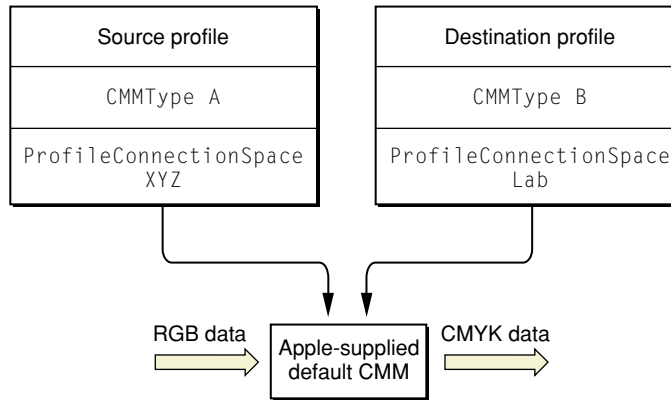 Source profile
CMMType A
ProfileConnectionSpace
XYZ
Destination profile
CMMType B
ProfileConnectionSpace
Lab
RGB data
Apple-supplied
default CMM
CMYK data